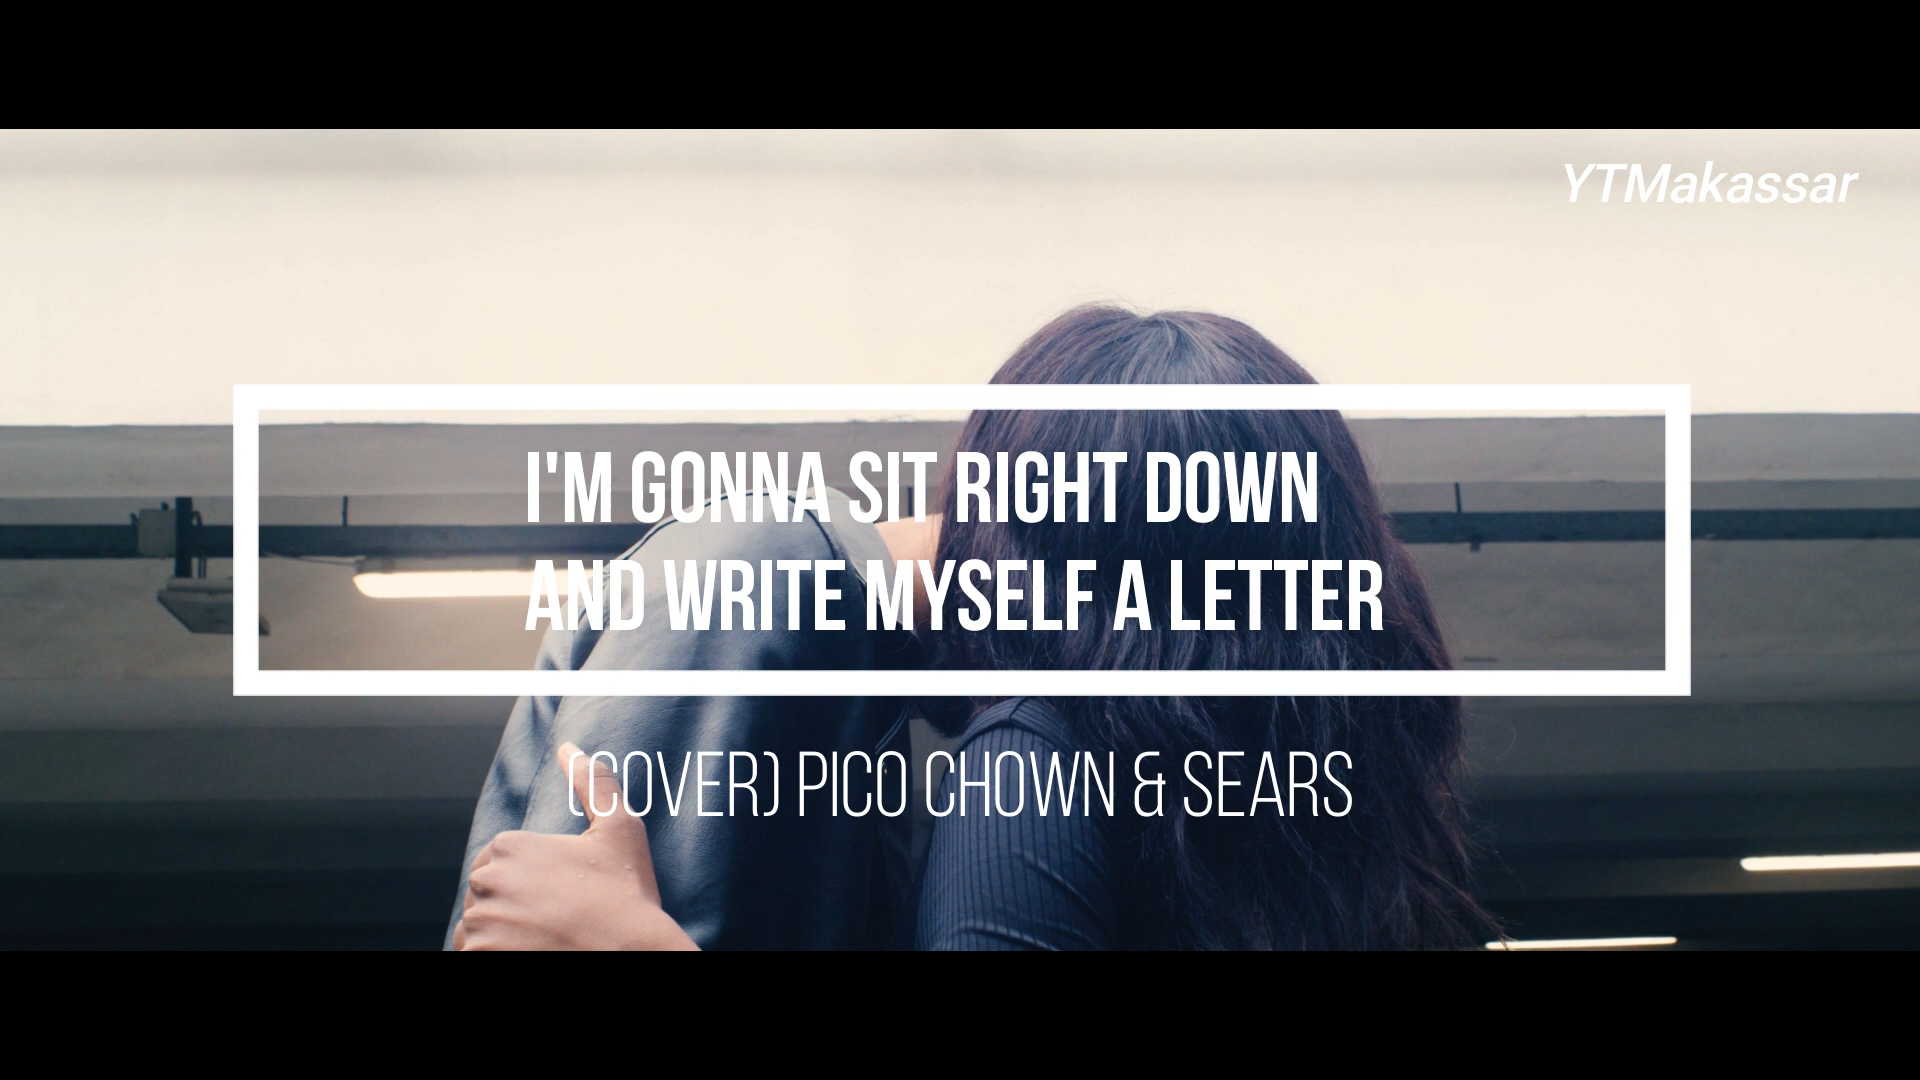 YTMakassar
I'M GONNA SIT RIGHT DOWN
AND WRITE MYSELF A LETTER
(COVER) PICO CHOWN & SEARS